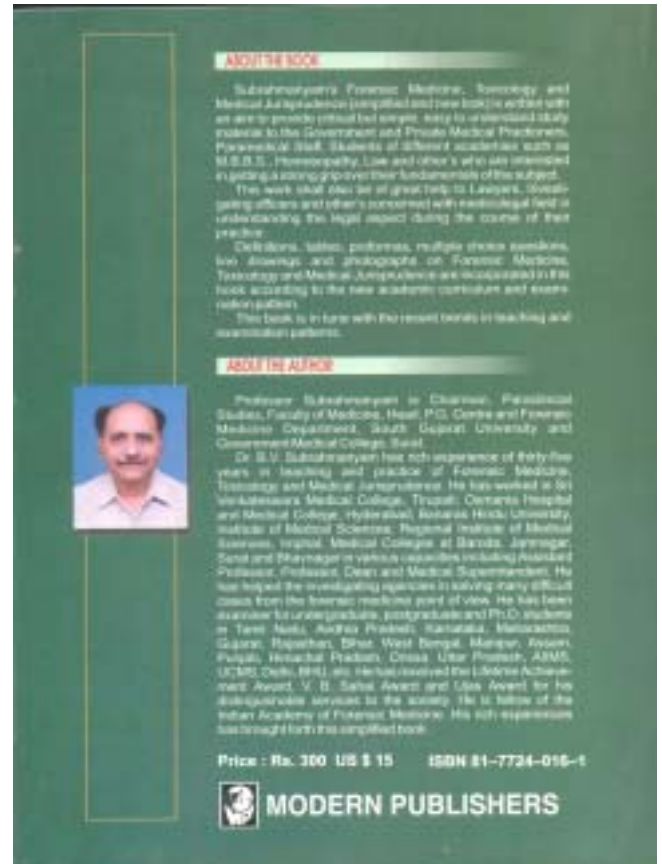 ABOUT THE BOOK
Subrahmanyam's Forensic Medicine, Toxicology and
Medical Jurisprudence (simplified and new look) is written with
an aim to provide critical but simple, easy to understand study
material to the Government and Private Medical Practioners,
Paramedical Staff, Students of different academies such as
M.B.B.S., Homoeopathy, Law and other's who are interested
in getting a strong grip over their fundamentals of the subject.
This work shall also be of great help to Lawyers, Investi-
gating officers and other's concerned with medicolegal field in
understanding the legal aspect during the course of their
practice.
Definitions, tables, proformas, multiple choice questions,
line drawings and photographs on Forensic Medicine,
Toxicology and Medical Jurisprudence are incorporated in this
book according to the new academic curriculum and exami-
nation pattern.
This book is in tune with the recent trends in teaching and
examination patterns.
ABOUT THE AUTHOR
Professor Subrahmanyam is Chairman, Paraclinical
Studies, Faculty of Medicine, Head, P.G. Centre and Forensic
Medicine Department, South Gujarat University and
Government Medical College, Surat.
Dr. B.V. Subrahmanyam has rich experience of thirty-five
years in teaching and practice of Forensic Medicine,
Toxicology and Medical Jurisprudence. He has worked in Sri
Venkateswara Medical College, Tirupati, Osmania Hospital
and Medical College, Hyderabad, Banaras Hindu University,
Institute of Medical Sciences, Regional Institute of Medical
Sciences, Imphal, Medical Colleges at Baroda, Jamnagar,
Surat and Bhavnagar in various capacities including Assistant
Professor, Professor, Dean and Medical Superintendent. He
has helped the investigating agencies in solving many difficult
cases from the forensic medicine point of view. He has been
examiner for undergraduate, postgraduate and Ph.D. students
in Tamil Nadu, Andhra Pradesh, Karnataka, Maharashtra,
Gujarat, Rajasthan, Bihar, West Bengal, Manipur, Assam,
Punjab, Himachal Pradesh, Orissa, Uttar Pradesh, AIIMS,
UCMS, Delhi, BHU, etc. He has received the Lifetime Achieve-
ment Award, V. B. Sahai Award and Ujas Award for his
distinguishable services to the society. He is fellow of the
Indian Academy of Forensic Medicine. His rich experiences
has brought forth this simplified book.
Price : Rs. 300 US $ 15 ISBN 81-7724-016-1
MODERN PUBLISHERS